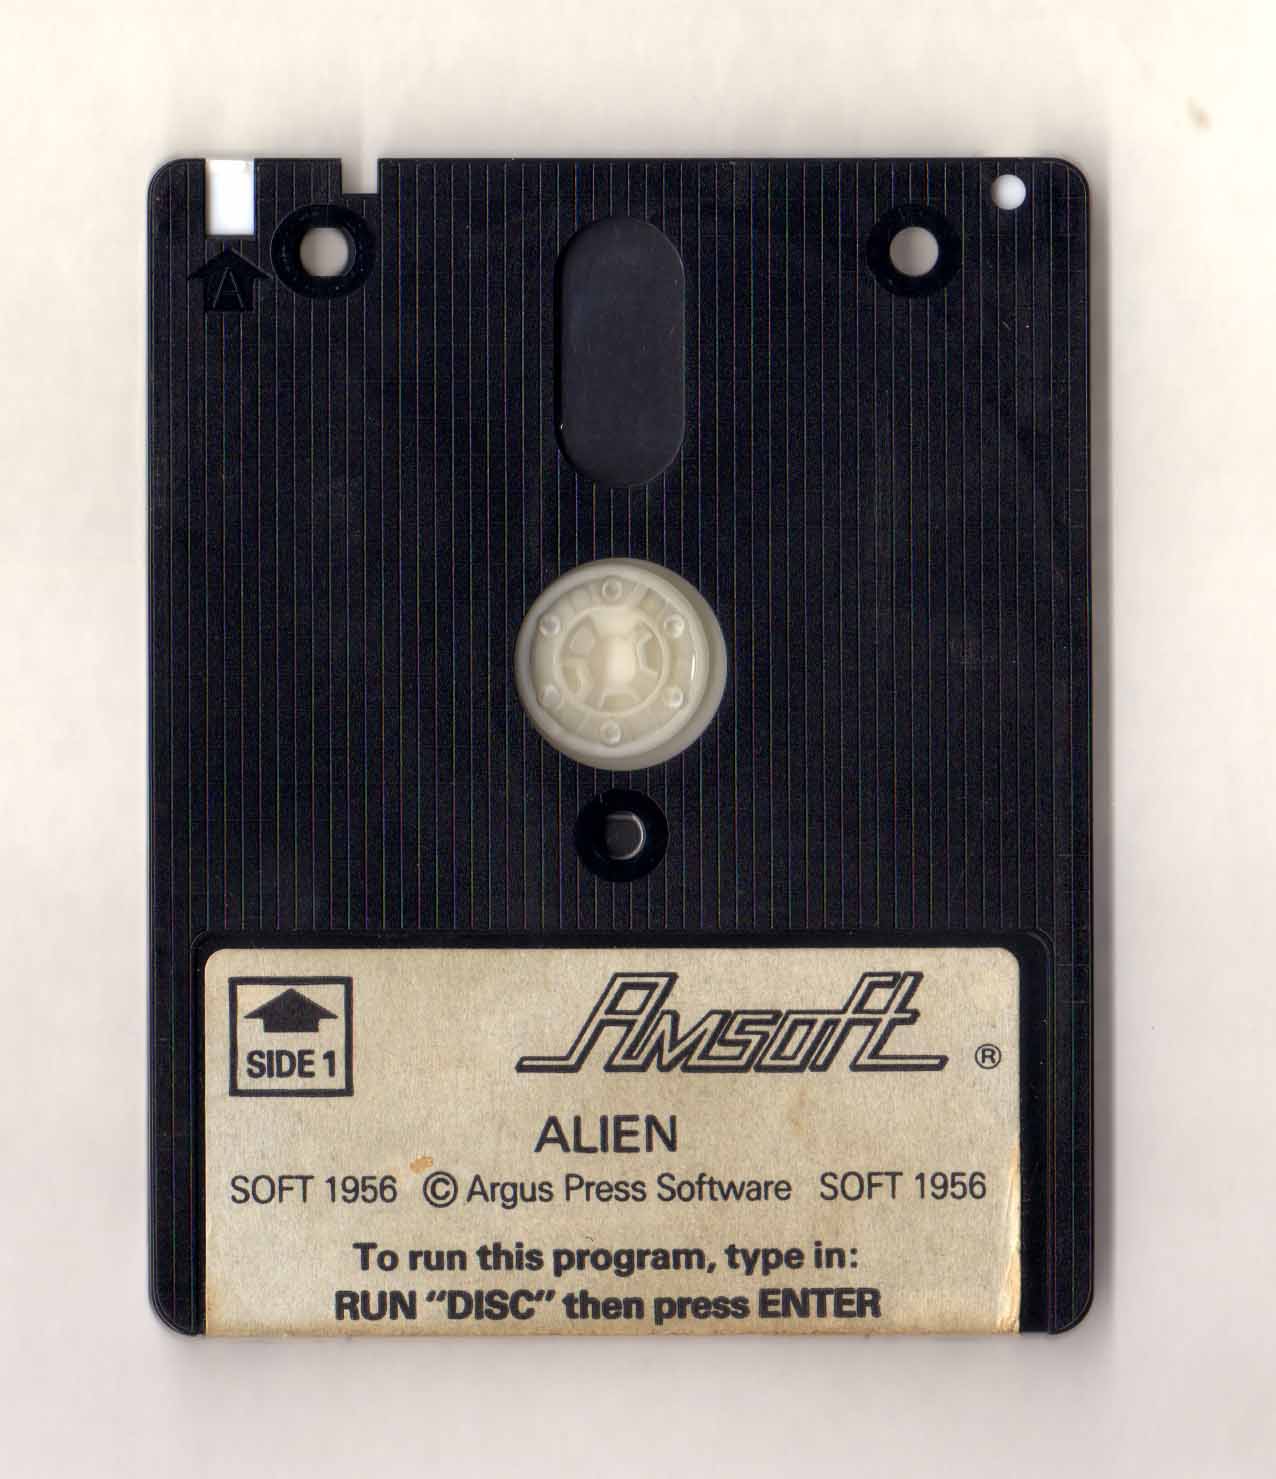 A
SIDE 1
Amsoft ®
ALIEN
SOFT 1956 © Argus Press Software SOFT 1956
To run this program, type in:
RUN "DISC" then press ENTER